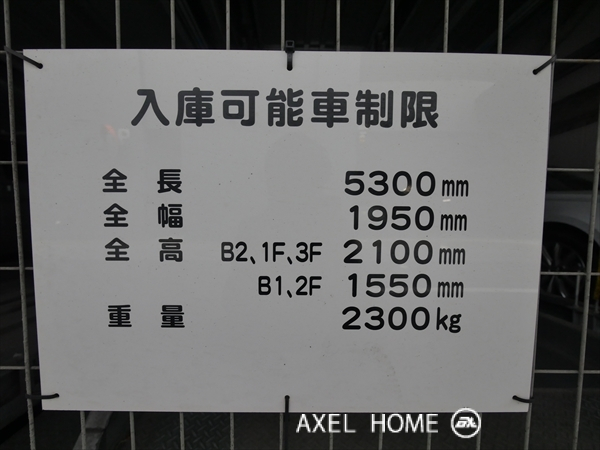 入庫可能車制限
全長 5300mm
全幅 1950mm
全高 B2、1F、3F 2100mm
B1、2F 1550mm
重量 2300kg
AXEL HOME